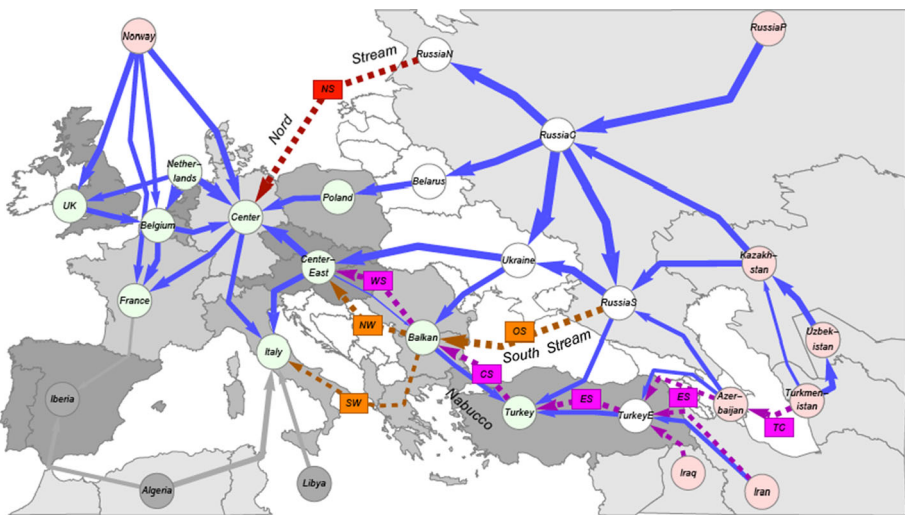 Norway
RussiaP
Stream
RussiaN
NS
Nord
RussiaC
Nether-
lands
Belarus
Poland
UK
Center
Belgium
Ukraine
Center-
East
Kazakh-
stan
WS
France
RussiaS
NW
OS
Balkan
Uzbek-
istan
Italy
South Stream
CS
Iberia
SW
Nabucco
ES
ES
Turkey
TurkeyE
Azer-
baijan
Turkmen-
istan
TC
Algeria
Libya
Iraq
Iran